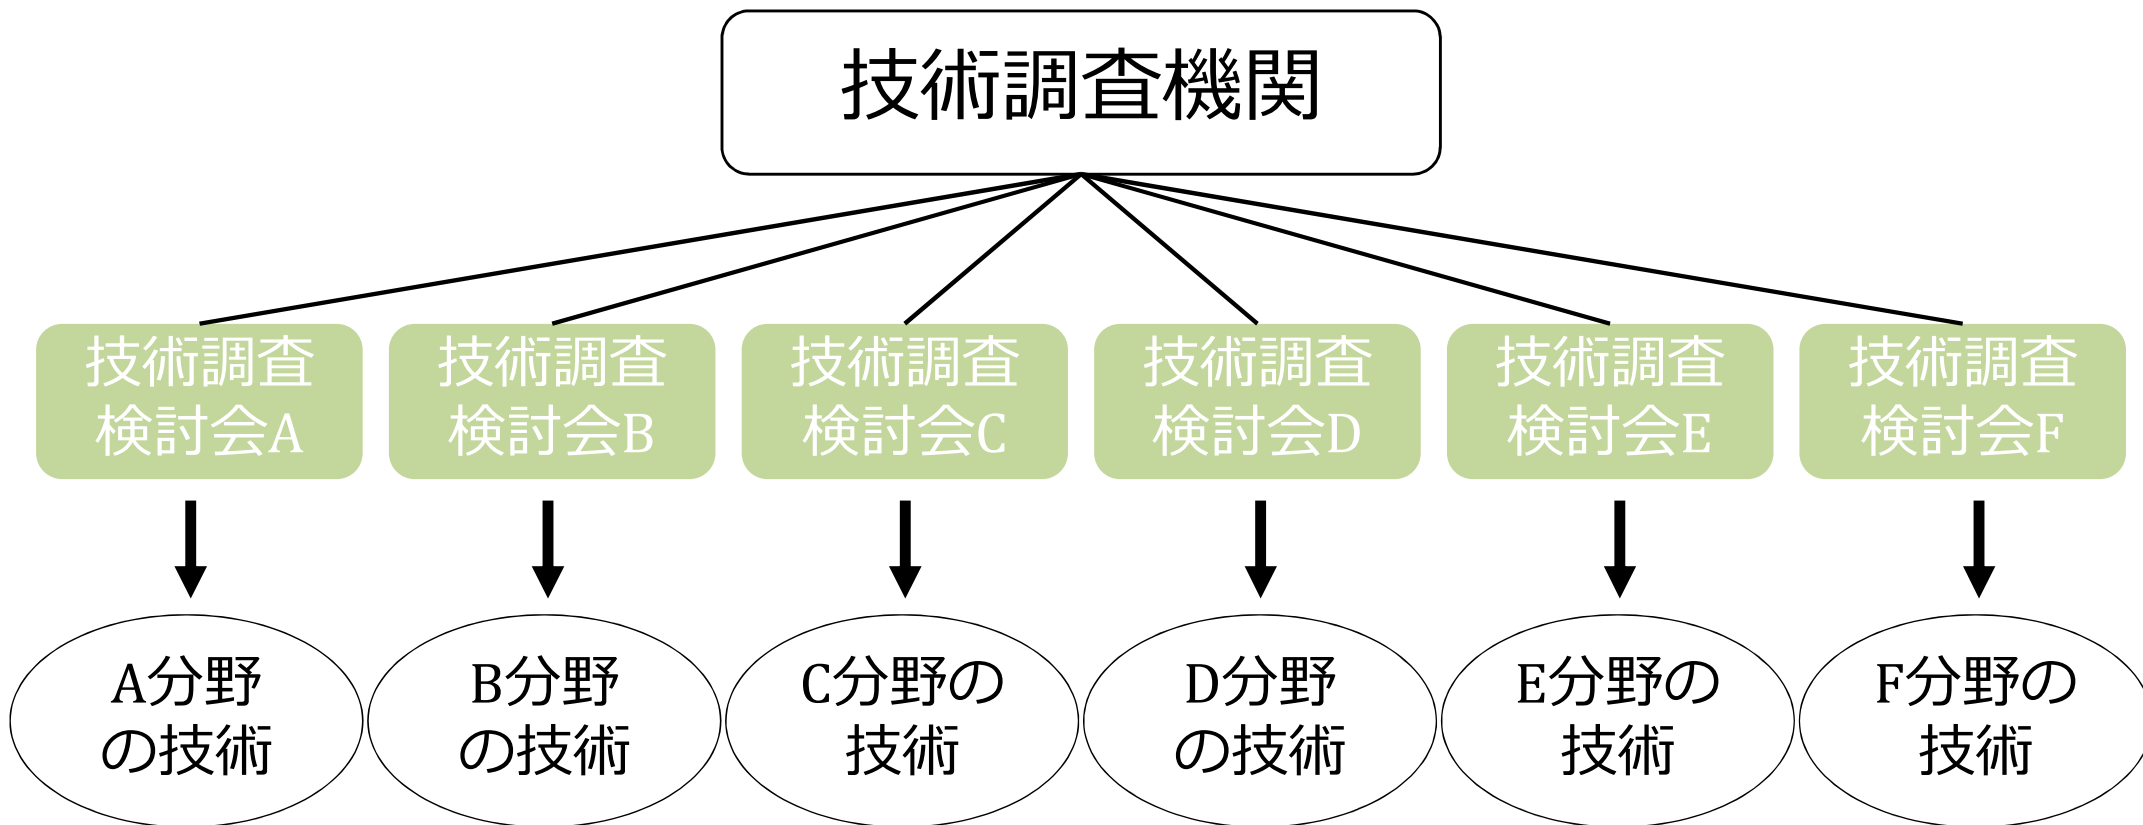 技術調査機関
技術調査
検討会A
技術調査
検討会B
技術調査
検討会C
技術調査
検討会D
技術調査
検討会E
技術調査
検討会F
A分野
の技術
B分野
の技術
C分野の
技術
D分野
の技術
E分野の
技術
F分野の
技術